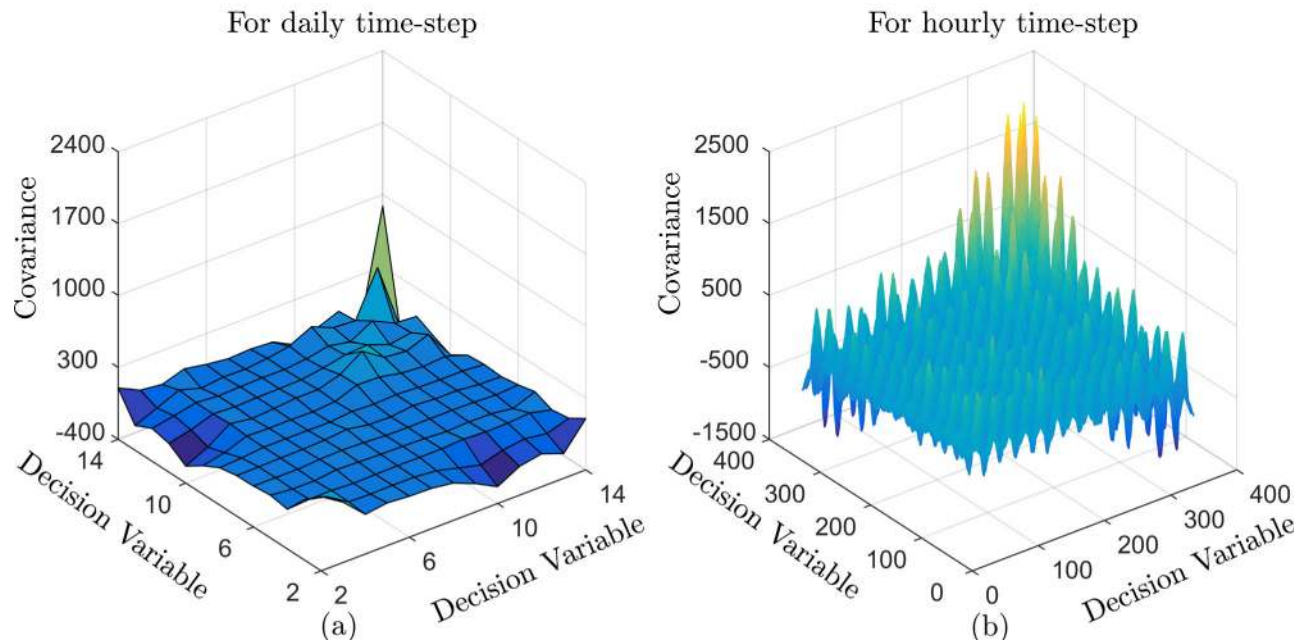 For daily time-step
2400
1700
1000
300
-400
Covariance
14
10
6
2
Decision Variable
2
6
10
14
Decision Variable
(a)
For hourly time-step
2500
1500
500
-500
-1500
Covariance
400
300
200
100
0
Decision Variable
0
100
200
300
400
Decision Variable
(b)